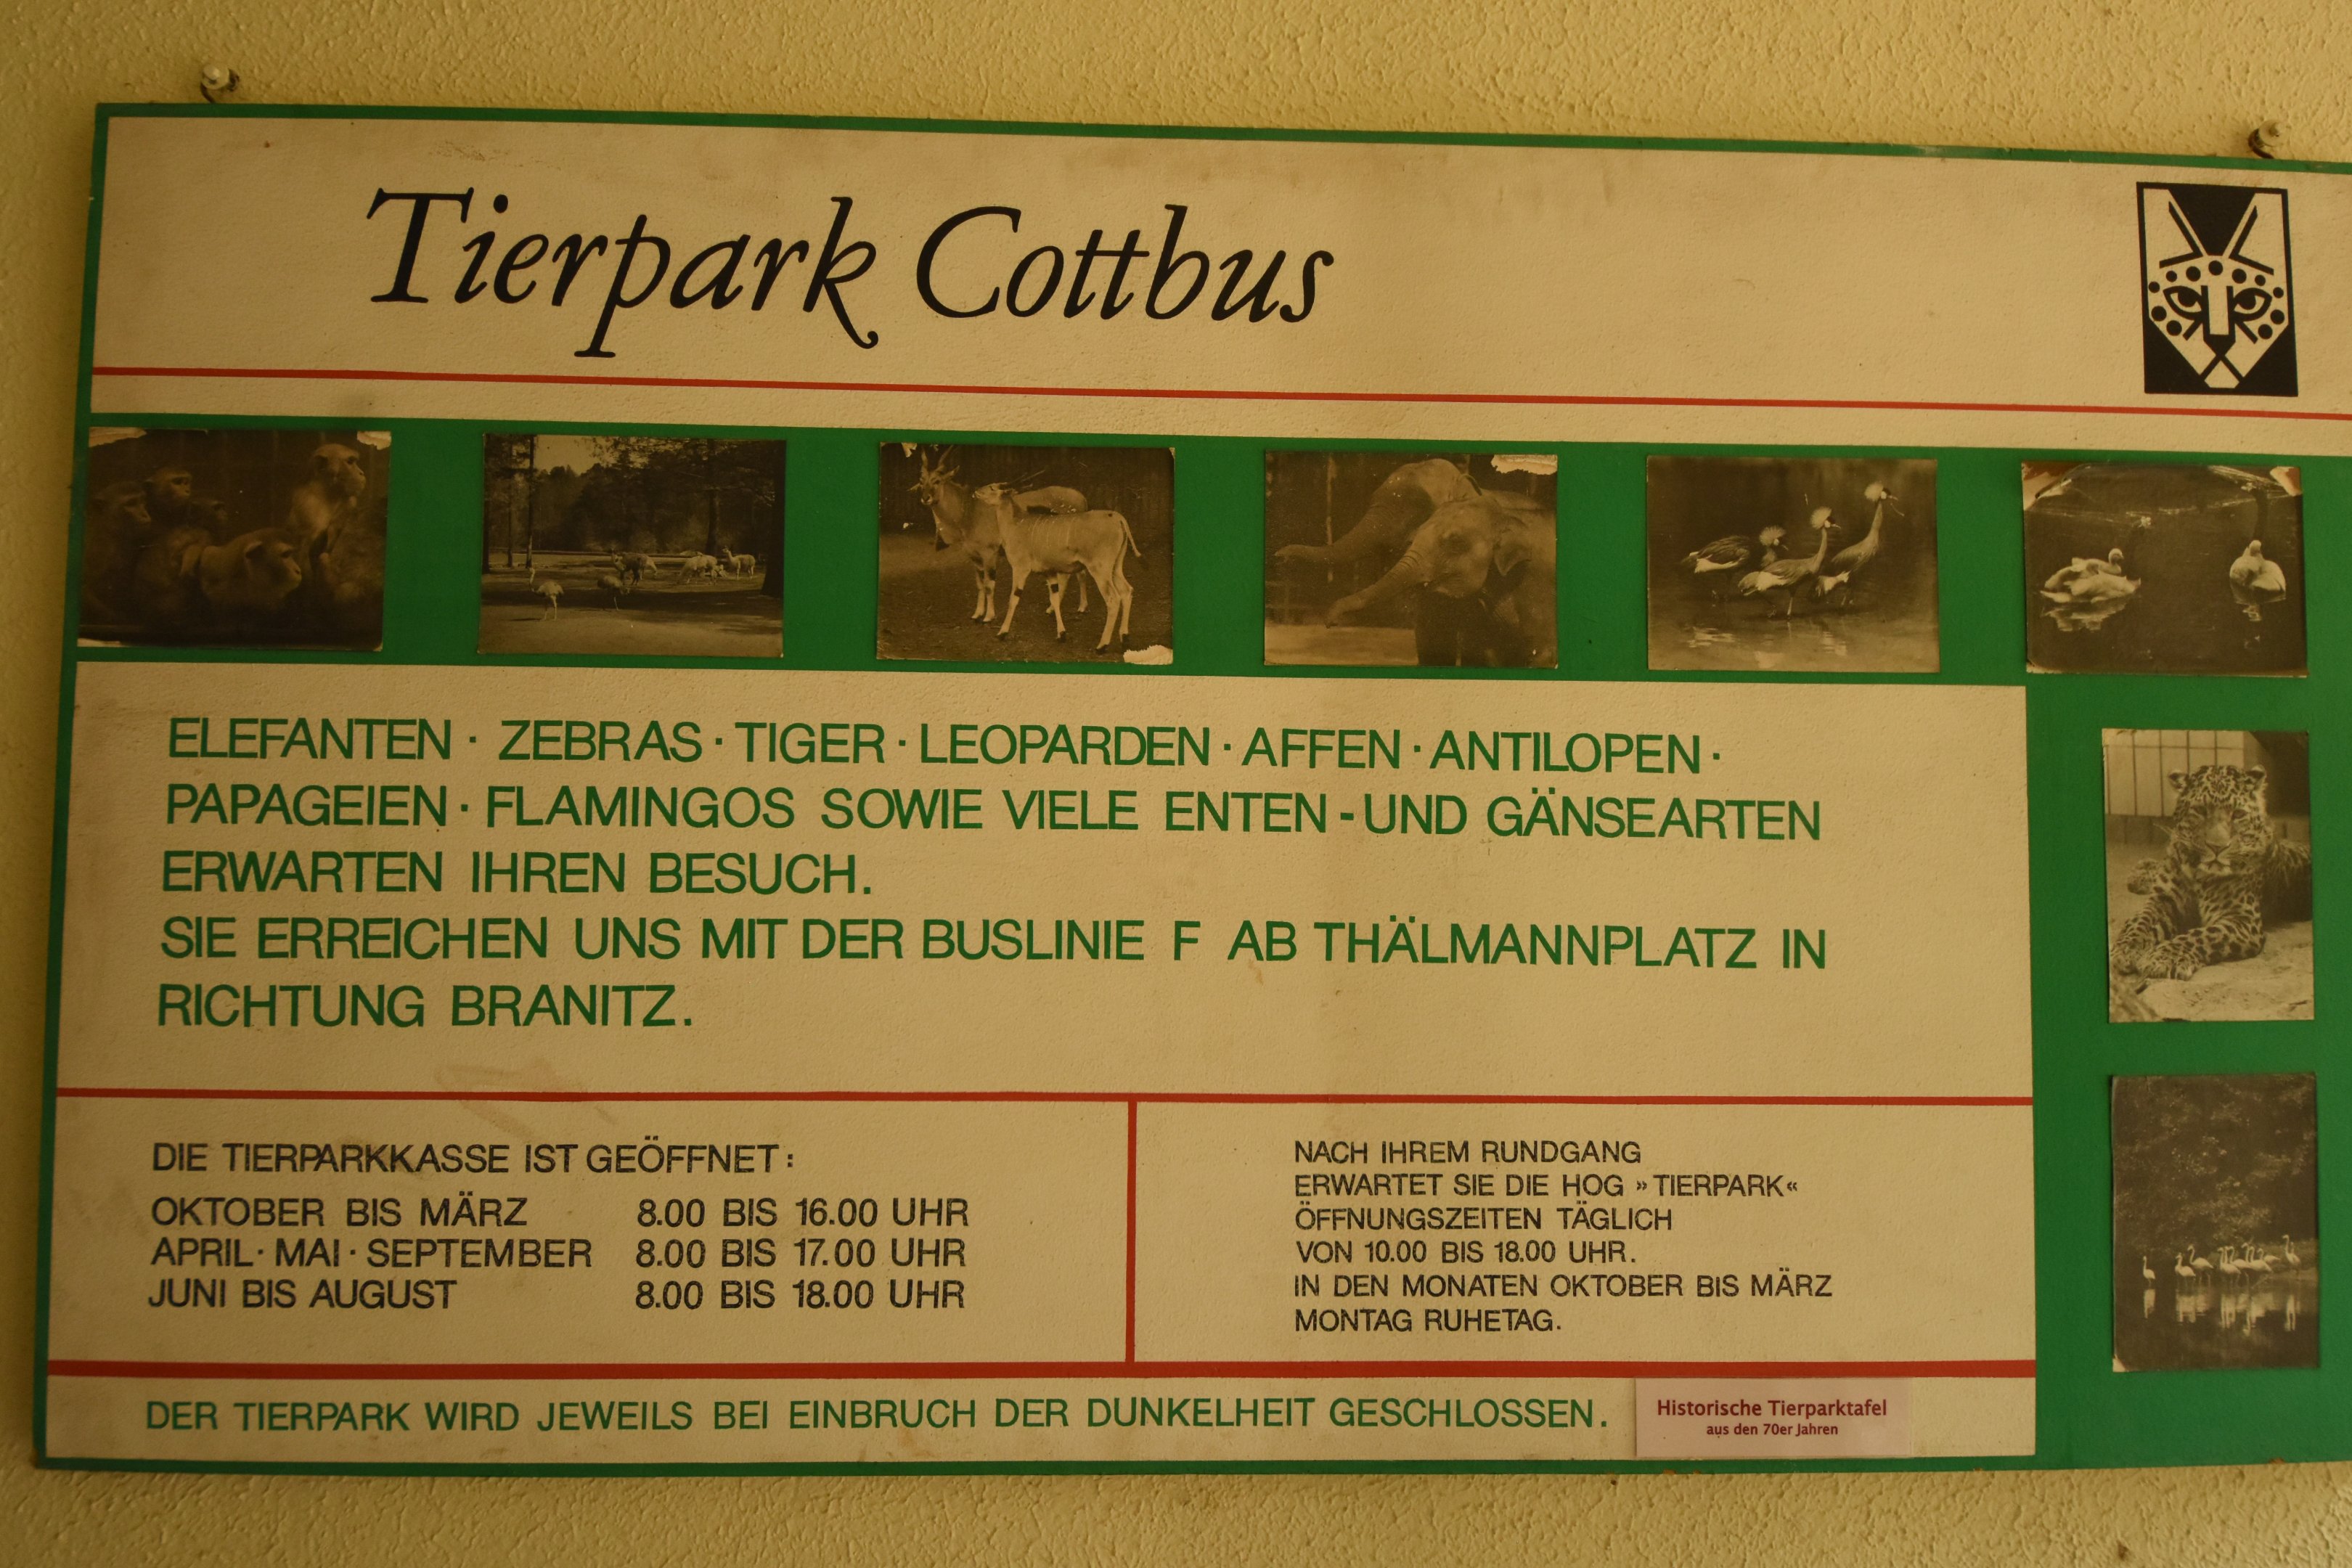 Tierpark Cottbus
ELEFANTEN · ZEBRAS · TIGER · LEOPARDEN · AFFEN · ANTILOPEN ·
PAPAGEIEN · FLAMINGOS SOWIE VIELE ENTEN - UND GÄNSEARTEN
ERWARTEN IHREN BESUCH.
SIE ERREICHEN UNS MIT DER BUSLINIE F AB THÄLMANNPLATZ IN
RICHTUNG BRANITZ.
DIE TIERPARKKASSE IST GEÖFFNET:
OKTOBER BIS MÄRZ 8.00 BIS 16.00 UHR
APRIL · MAI · SEPTEMBER 8.00 BIS 17.00 UHR
JUNI BIS AUGUST 8.00 BIS 18.00 UHR
NACH IHREM RUNDGANG
ERWARTET SIE DIE HOG »TIERPARK«
ÖFFNUNGSZEITEN TÄGLICH
VON 10.00 BIS 18.00 UHR.
IN DEN MONATEN OKTOBER BIS MÄRZ
MONTAG RUHETAG.
DER TIERPARK WIRD JEWEILS BEI EINBRUCH DER DUNKELHEIT GESCHLOSSEN.
Historische Tierparktafel
aus den 70er Jahren